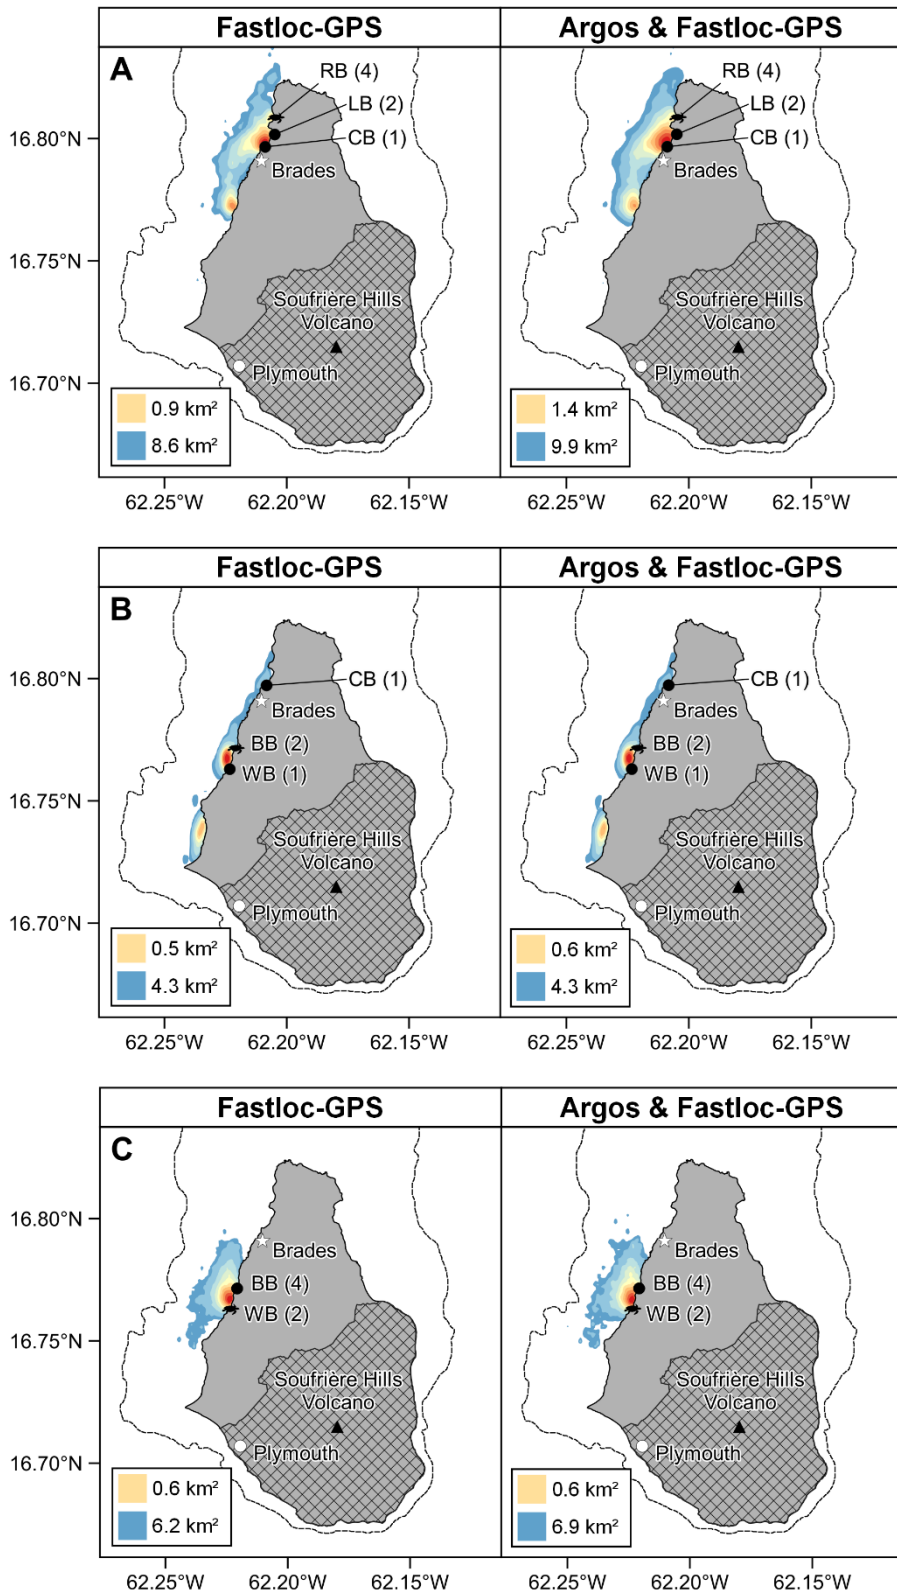 Fastloc-GPS
Argos & Fastloc-GPS
A
RB (4)
LB (2)
CB (1)
Brades
Soufrière Hills
Volcano
Plymouth
0.9 km²
8.6 km²
RB (4)
LB (2)
CB (1)
Brades
Soufrière Hills
Volcano
Plymouth
1.4 km²
9.9 km²
16.80°N
16.75°N
16.70°N
62.25°W
62.20°W
62.15°W
62.25°W
62.20°W
62.15°W
Fastloc-GPS
Argos & Fastloc-GPS
B
CB (1)
Brades
BB (2)
WB (1)
Soufrière Hills
Volcano
Plymouth
0.5 km²
4.3 km²
CB (1)
Brades
BB (2)
WB (1)
Soufrière Hills
Volcano
Plymouth
0.6 km²
4.3 km²
16.80°N
16.75°N
16.70°N
62.25°W
62.20°W
62.15°W
62.25°W
62.20°W
62.15°W
Fastloc-GPS
Argos & Fastloc-GPS
C
Brades
BB (4)
WB (2)
Soufrière Hills
Volcano
Plymouth
0.6 km²
6.2 km²
Brades
BB (4)
WB (2)
Soufrière Hills
Volcano
Plymouth
0.6 km²
6.9 km²
16.80°N
16.75°N
16.70°N
62.25°W
62.20°W
62.15°W
62.25°W
62.20°W
62.15°W